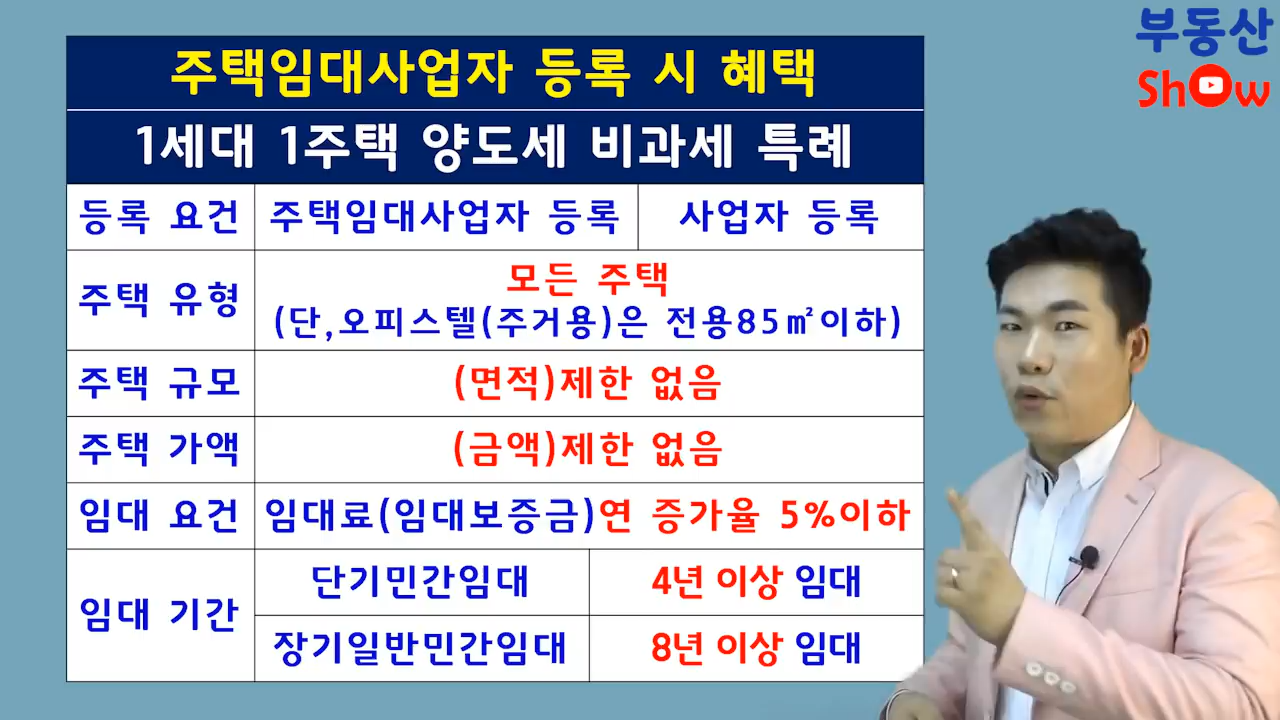 부동산
Show
주택임대사업자 등록 시 혜택
1세대 1주택 양도세 비과세 특례
등록 요건 주택임대사업자 등록 사업자 등록
주택 유형 모든 주택
(단,오피스텔(주거용)은 전용85㎡이하)
주택 규모 (면적)제한 없음
주택 가액 (금액)제한 없음
임대 요건 임대료(임대보증금)연 증가율 5%이하
임대 기간 단기민간임대 4년 이상 임대
장기일반민간임대 8년 이상 임대